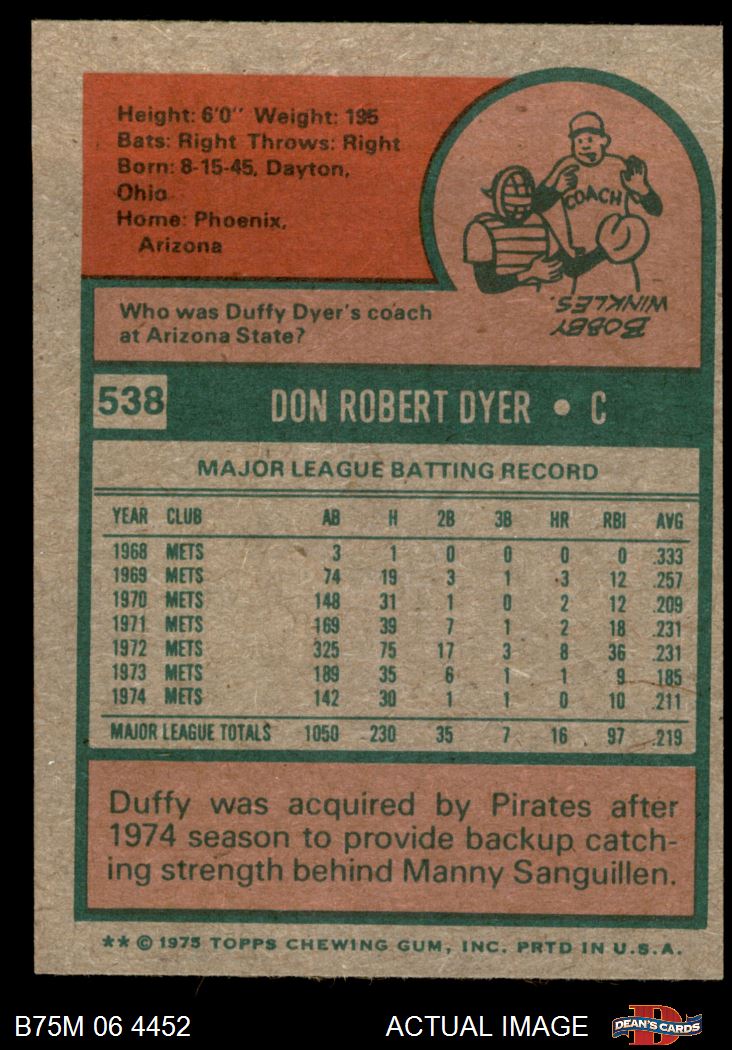 Height: 6'0" Weight: 195
Bats: Right Throws: Right
Born: 8-15-45, Dayton,
Ohio
Home: Phoenix,
Arizona
COACH
BOBBY
WINKLES.
Who was Duffy Dyer's coach
at Arizona State?
538 DON ROBERT DYER • C
MAJOR LEAGUE BATTING RECORD
YEAR CLUB AB H 2B 3B HR RBI AVG
1968 METS 3 1 0 0 0 0 .333
1969 METS 74 19 3 1 3 12 .257
1970 METS 148 31 1 0 2 12 .209
1971 METS 169 39 7 1 2 18 .231
1972 METS 325 75 17 3 8 36 .231
1973 METS 189 35 6 1 1 9 .185
1974 METS 142 30 1 1 0 10 .211
MAJOR LEAGUE TOTALS 1050 230 35 7 16 97 .219
Duffy was acquired by Pirates after
1974 season to provide backup catch-
ing strength behind Manny Sanguillen.
** © 1975 TOPPS CHEWING GUM, INC. PRTD IN U.S.A.
B75M 06 4452 ACTUAL IMAGE
D
DEAN'S CARDS